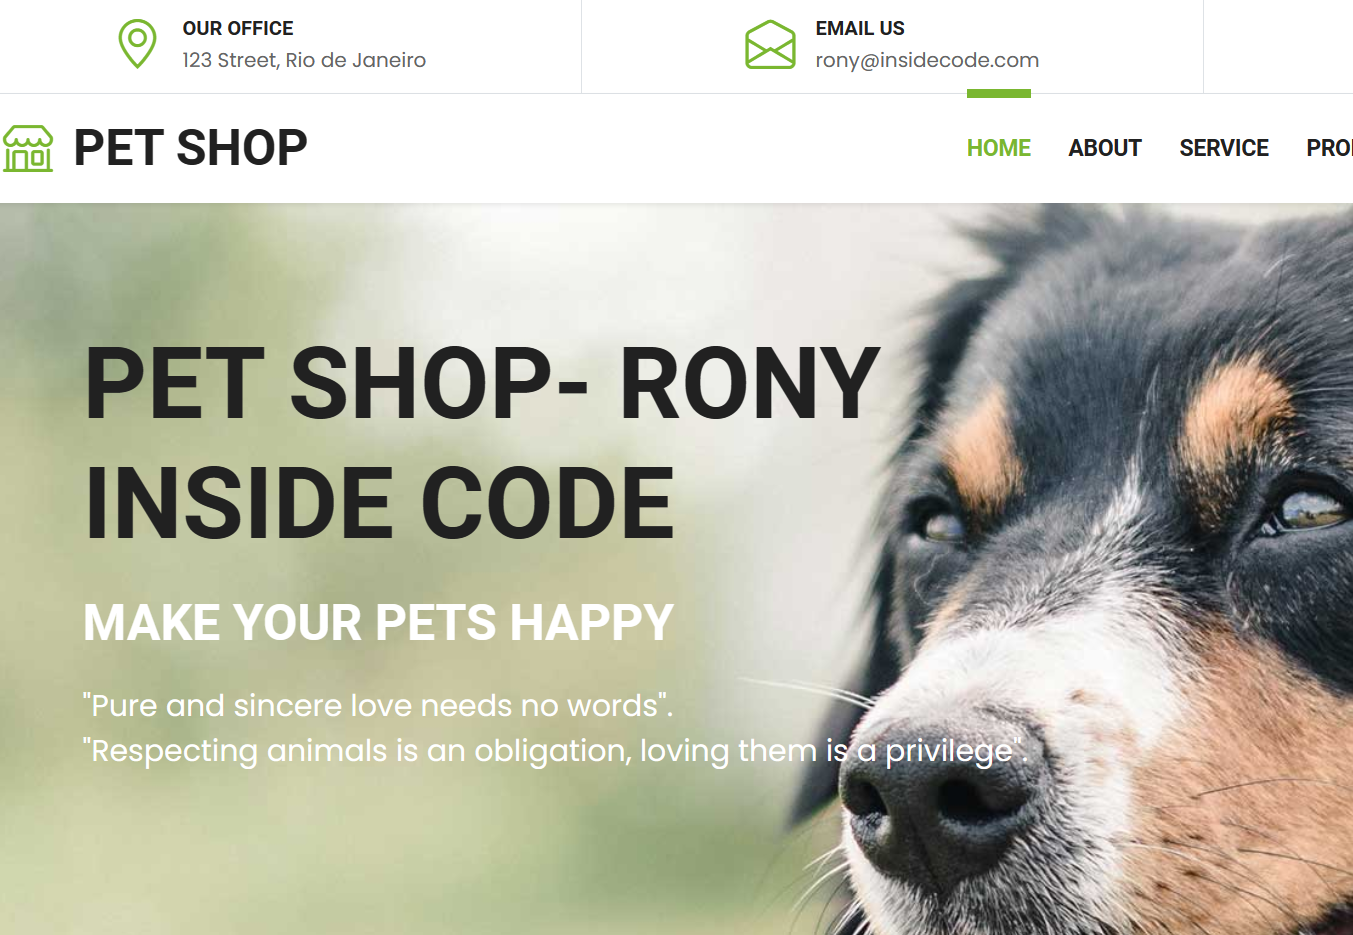 OUR OFFICE
123 Street, Rio de Janeiro
EMAIL US
rony@insidecode.com
PET SHOP
HOME ABOUT SERVICE
PET SHOP- RONY
INSIDE CODE
MAKE YOUR PETS HAPPY
"Pure and sincere love needs no words".
"Respecting animals is an obligation, loving them is a privilege".